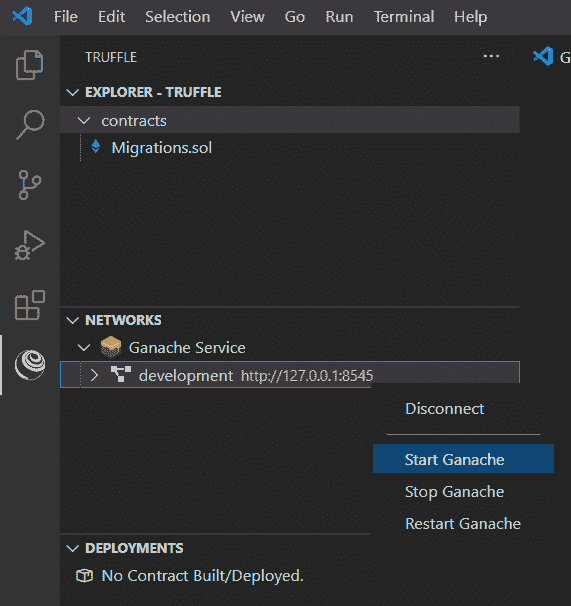 File Edit Selection View Go Run Terminal Help
TRUFFLE ... G
EXPLORER - TRUFFLE
contracts
Migrations.sol
NETWORKS
Ganache Service
development http://127.0.0.1:8545
Disconnect
Start Ganache
Stop Ganache
Restart Ganache
DEPLOYMENTS
No Contract Built/Deployed.